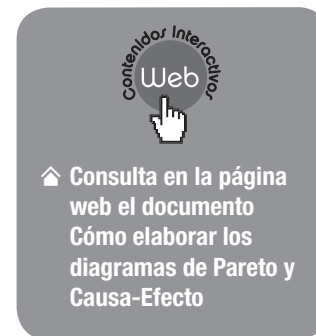 Contenidos Interactivos
Web
Consulta en la página
web el documento
Cómo elaborar los
diagramas de Pareto y
Causa-Efecto